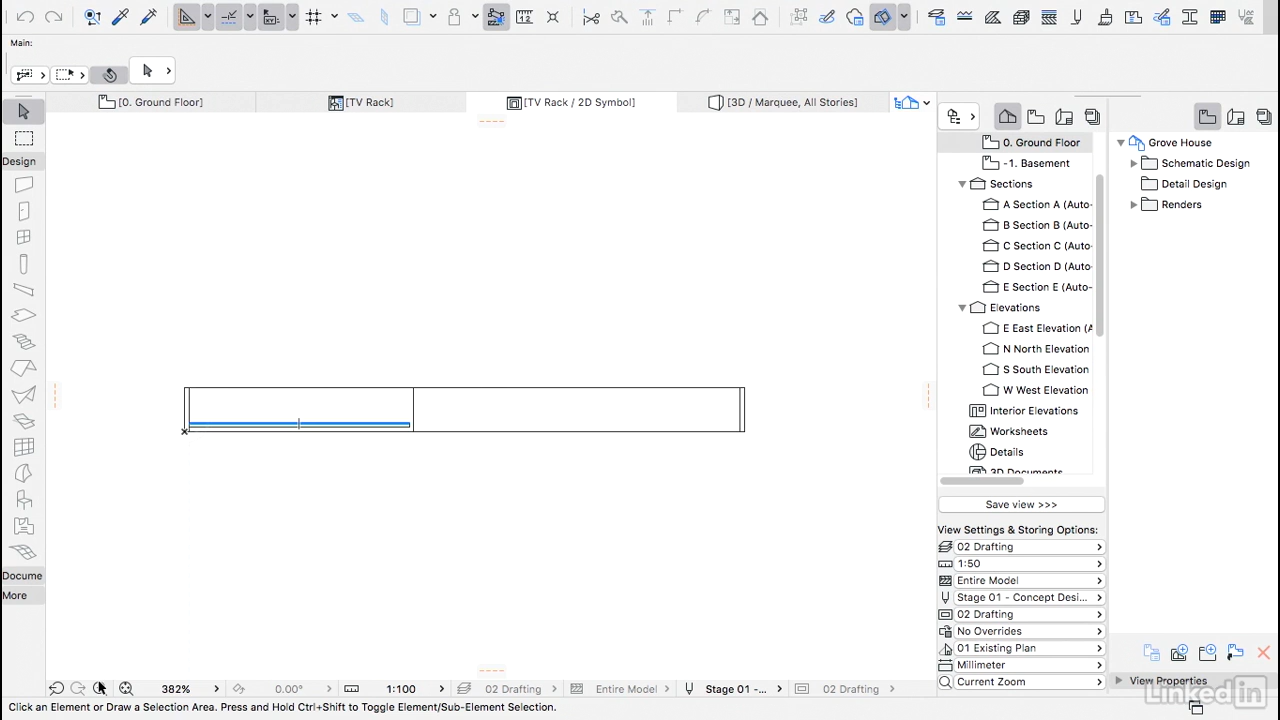 Main:
[0. Ground Floor]
[TV Rack]
[TV Rack / 2D Symbol]
[3D / Marquee, All Stories]
Design
Docume
More
0. Ground Floor
-1. Basement
Sections
A Section A (Auto-
B Section B (Auto-
C Section C (Auto-
D Section D (Auto-
E Section E (Auto-
Elevations
E East Elevation (A
N North Elevation
S South Elevation
W West Elevation
Interior Elevations
Worksheets
Details
3D Documents
Save view >>>
View Settings & Storing Options:
02 Drafting
1:50
Entire Model
Stage 01 - Concept Desi...
02 Drafting
No Overrides
01 Existing Plan
Millimeter
Current Zoom
Grove House
Schematic Design
Detail Design
Renders
View Properties
LinkedIn
382%
0.00°
1:100
02 Drafting
Entire Model
Stage 01 -...
02 Drafting
Click an Element or Draw a Selection Area. Press and Hold Ctrl+Shift to Toggle Element/Sub-Element Selection.